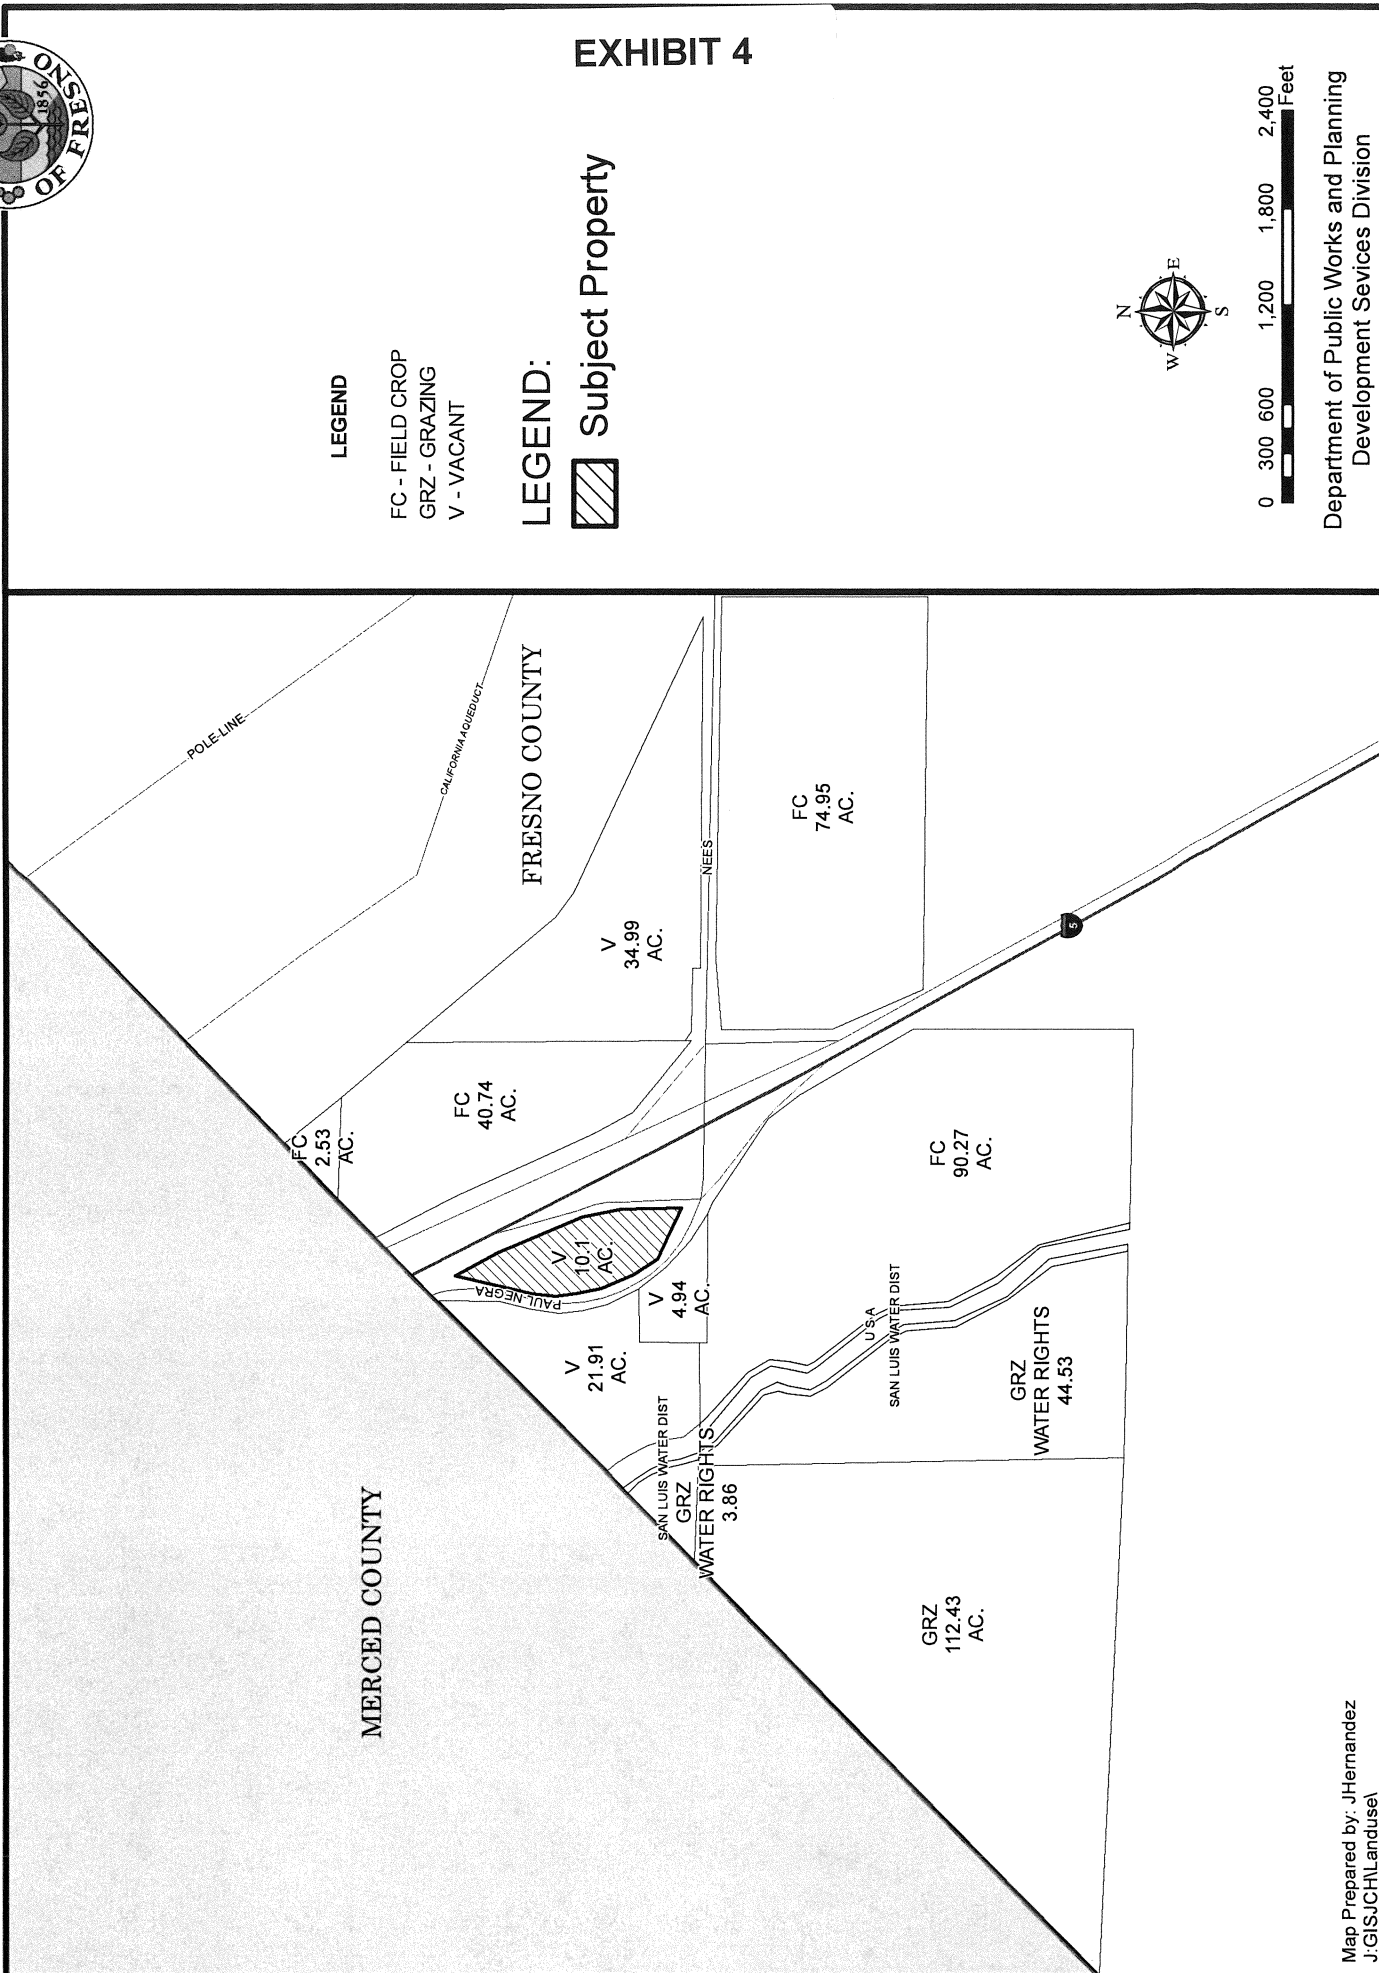 EXHIBIT 4
OF FRESNO
1856
LEGEND
FC - FIELD CROP
GRZ - GRAZING
V - VACANT
LEGEND:
Subject Property
N
W
E
S
0 300 600 1,200 1,800 2,400
Feet
Department of Public Works and Planning
Development Sevices Division
MERCED COUNTY
FRESNO COUNTY
POLE-LINE
CALIFORNIA AQUEDUCT
FC
2.53
AC.
FC
40.74
AC.
V
34.99
AC.
NEES
FC
74.95
AC.
5
PAUL-NEGRA
V
10.1
AC.
V
4.94
AC.
V
21.91
AC.
FC
90.27
AC.
SAN LUIS WATER DIST
GRZ
WATER RIGHTS
3.86
U S A
SAN LUIS WATER DIST
GRZ
WATER RIGHTS
44.53
GRZ
112.43
AC.
Map Prepared by: JHernandez
J:GISJCH\Landuse\